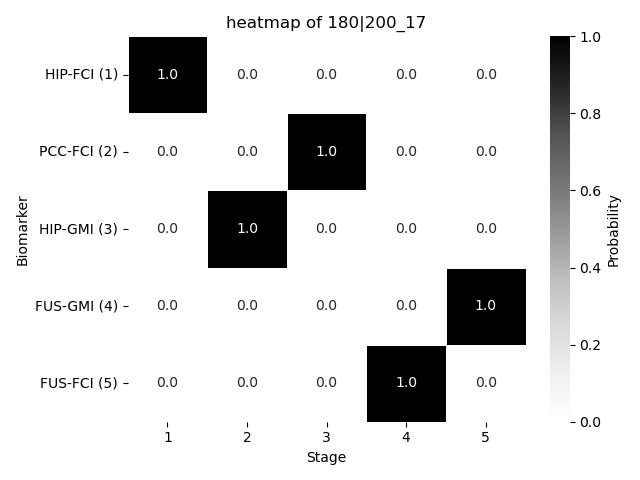 heatmap of 180|200_17
HIP-FCI (1) 1.0 0.0 0.0 0.0 0.0
PCC-FCI (2) 0.0 0.0 1.0 0.0 0.0
HIP-GMI (3) 0.0 1.0 0.0 0.0 0.0
FUS-GMI (4) 0.0 0.0 0.0 0.0 1.0
FUS-FCI (5) 0.0 0.0 0.0 1.0 0.0
1 2 3 4 5
Stage
Biomarker
1.0
0.8
0.6
0.4
0.2
0.0
Probability